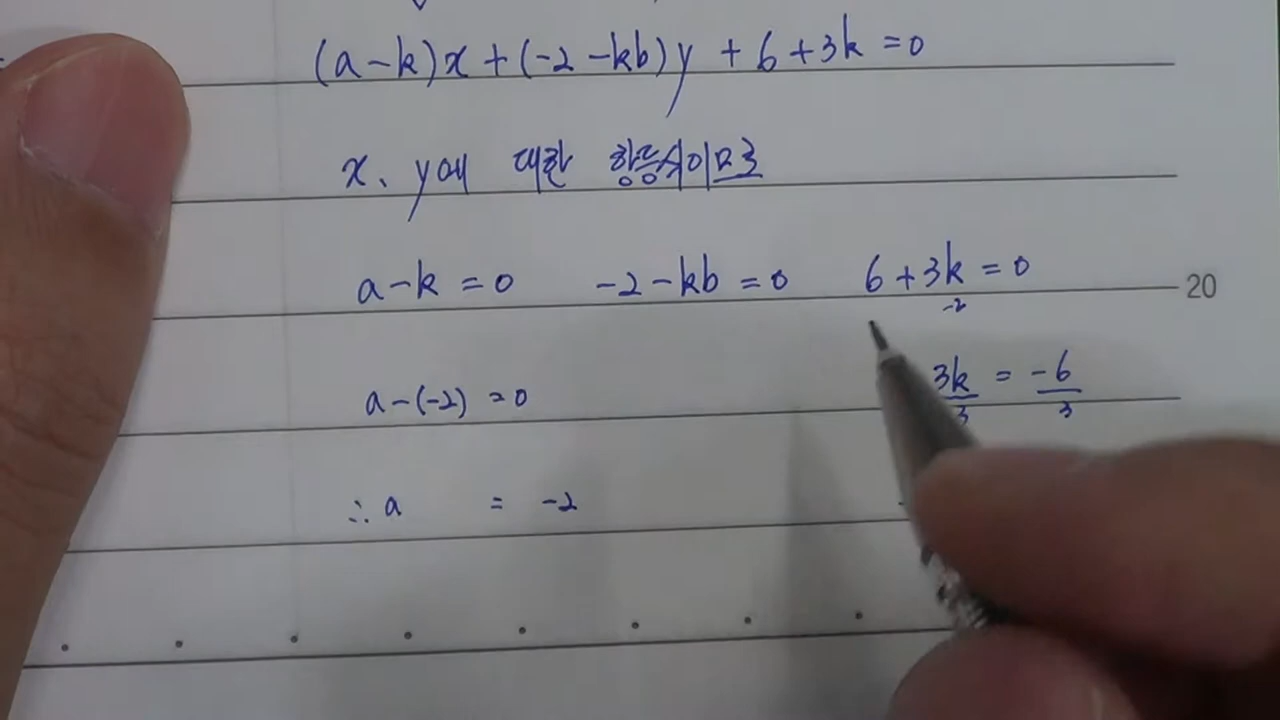 (a-k)x+(-2-kb)y+6+3k=0
x, y에 대한 항등식이므로
a-k=0 -2-kb=0 6+3k=0
20
-2
a-(-2)=0 3k/3 = -6/3
∴a = -2